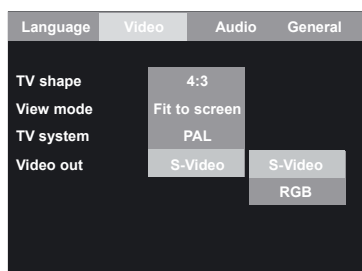 Language Video Audio General
TV shape 4:3
View mode Fit to screen
TV system PAL
Video out S-Video S-Video
RGB